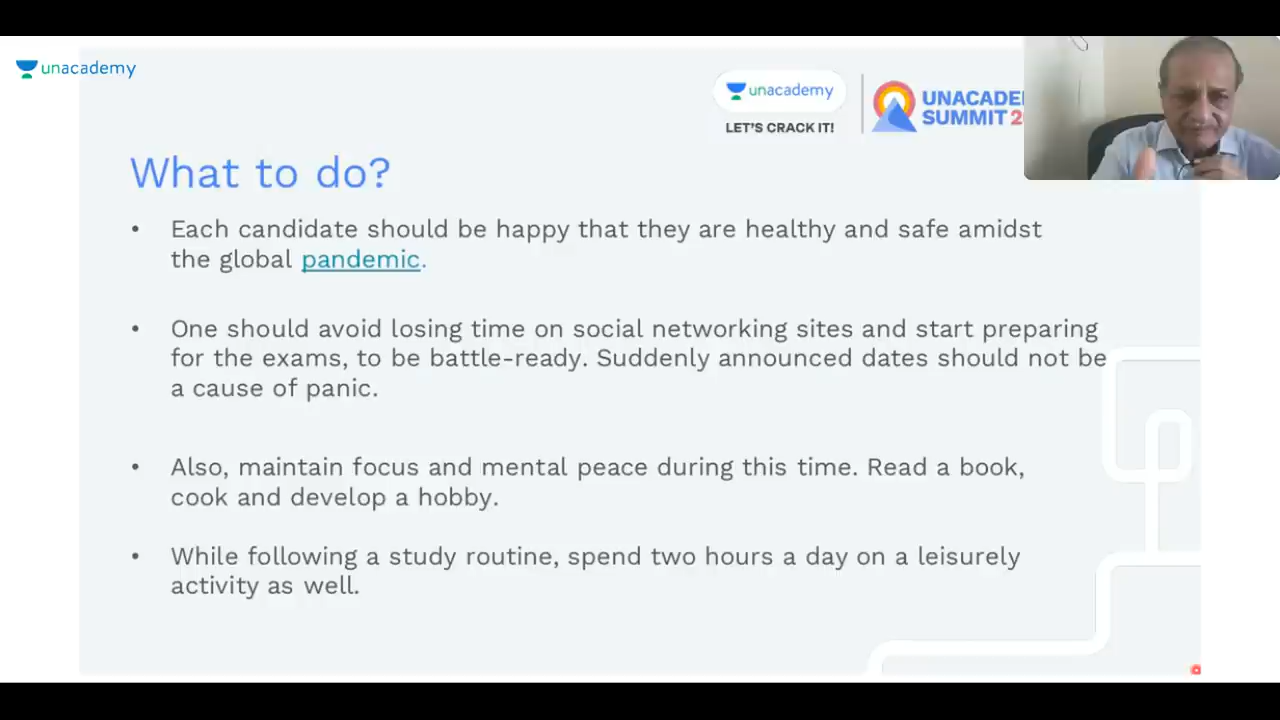 unacademy
unacademy
LET'S CRACK IT!
UNACADE
SUMMIT 2
What to do?
• Each candidate should be happy that they are healthy and safe amidst
the global pandemic.
• One should avoid losing time on social networking sites and start preparing
for the exams, to be battle-ready. Suddenly announced dates should not be
a cause of panic.
• Also, maintain focus and mental peace during this time. Read a book,
cook and develop a hobby.
• While following a study routine, spend two hours a day on a leisurely
activity as well.